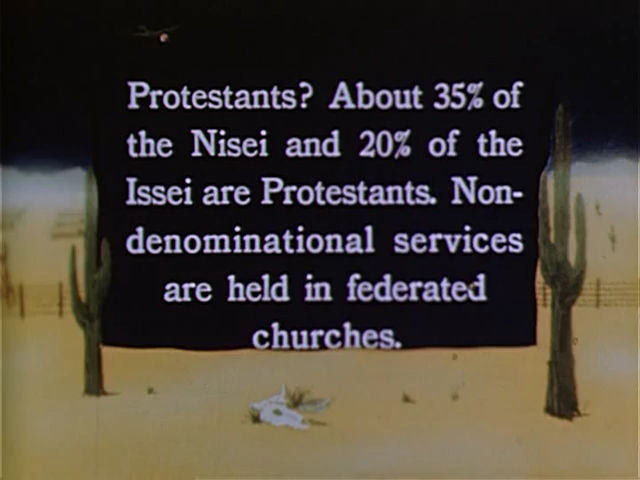 Protestants? About 35% of
the Nisei and 20% of the
Issei are Protestants. Non-
denominational services
are held in federated
churches.